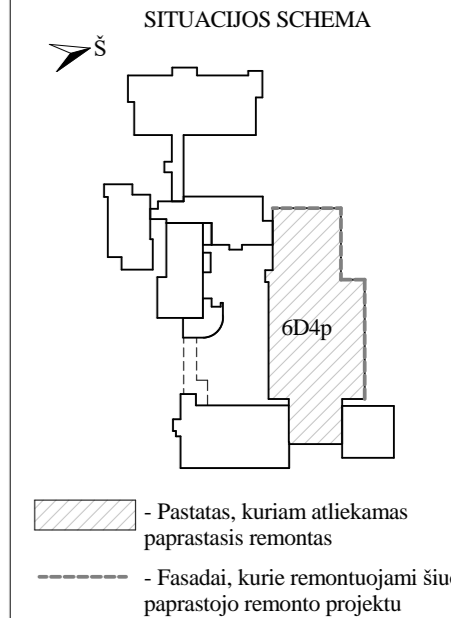 SITUACIJOS SCHEMA
Š
6D4p
- Pastatas, kuriam atliekamas
paprastasis remontas
- Fasadai, kurie remontuojami
paprastojo remonto projektu